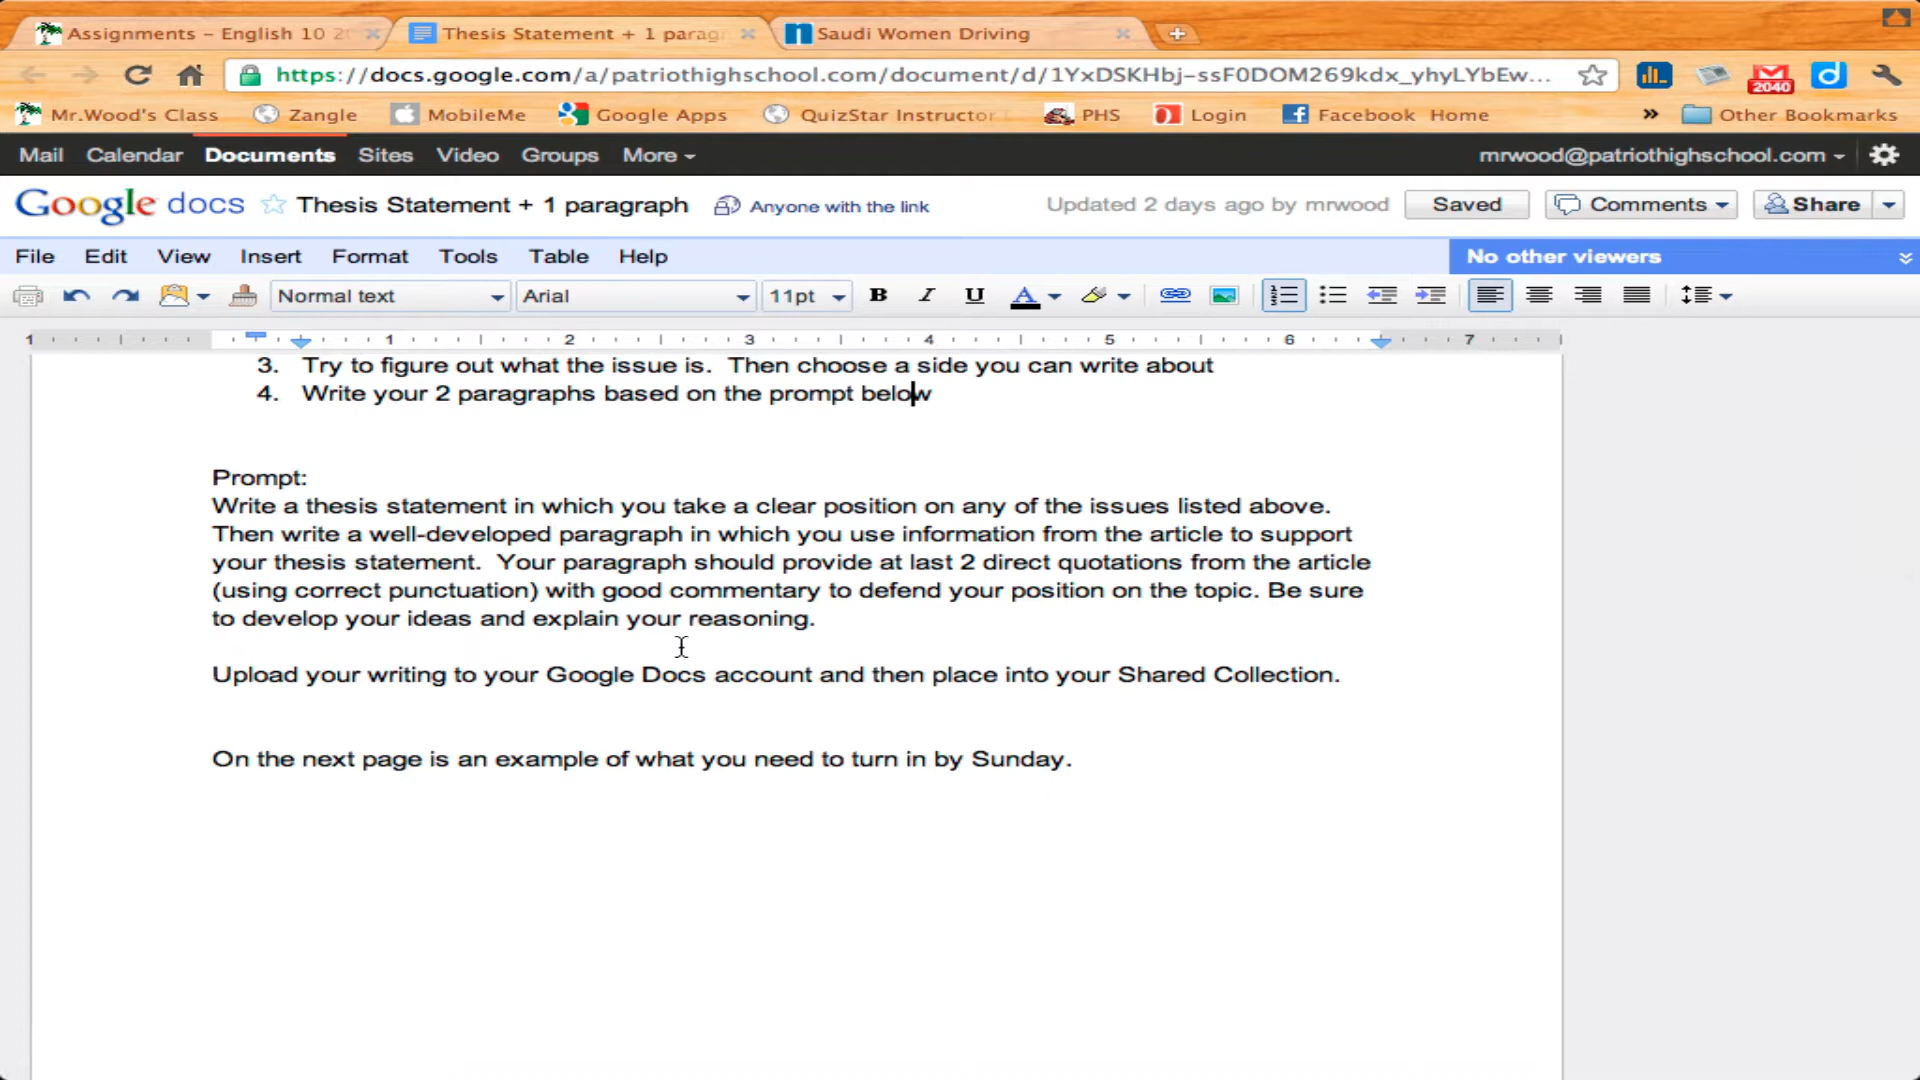 Assignments – English 10 2
Thesis Statement + 1 parag
Saudi Women Driving
https://docs.google.com/a/patriothighschool.com/document/d/1YxDSKHbj-ssF0DOM269kdx_yhyLYbEw...
2040
Mr.Wood's Class
Zangle
MobileMe
Google Apps
QuizStar Instructor
PHS
Login
Facebook Home
»
Other Bookmarks
Mail Calendar Documents Sites Video Groups More
mrwood@patriothighschool.com
Google docs
Thesis Statement + 1 paragraph
Anyone with the link
Updated 2 days ago by mrwood
Saved
Comments
Share
File Edit View Insert Format Tools Table Help
No other viewers
Normal text
Arial
11pt
B I U A
1 1 2 3 4 5 6 7
3. Try to figure out what the issue is. Then choose a side you can write about
4. Write your 2 paragraphs based on the prompt below
Prompt:
Write a thesis statement in which you take a clear position on any of the issues listed above.
Then write a well-developed paragraph in which you use information from the article to support
your thesis statement. Your paragraph should provide at last 2 direct quotations from the article
(using correct punctuation) with good commentary to defend your position on the topic. Be sure
to develop your ideas and explain your reasoning.
Upload your writing to your Google Docs account and then place into your Shared Collection.
On the next page is an example of what you need to turn in by Sunday.